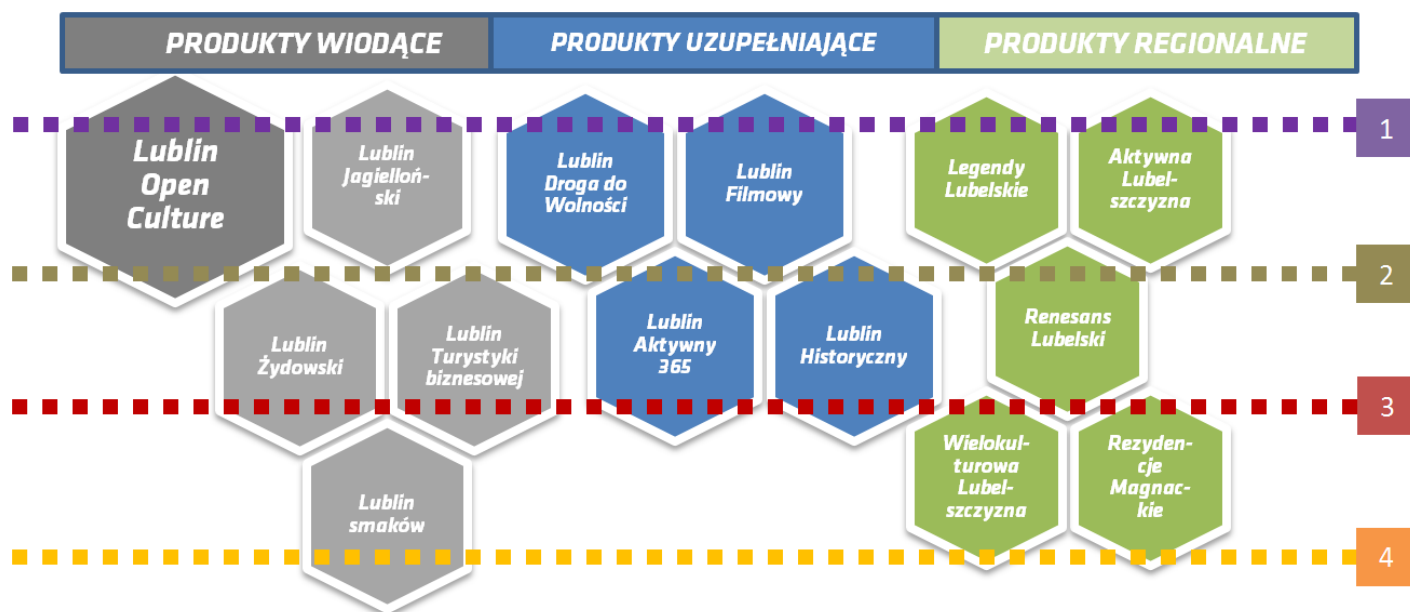 PRODUKTY WIODĄCE
PRODUKTY UZUPEŁNIAJĄCE
PRODUKTY REGIONALNE
Lublin
Open
Culture
Lublin
Jagielloń-
ski
Lublin
Droga do
Wolności
Lublin
Filmowy
Legendy
Lubelskie
Aktywna
Lubel-
szczyzna
1
2
Lublin
Żydowski
Lublin
Turystyki
biznesowej
Lublin
Aktywny
365
Lublin
Historyczny
Renesans
Lubelski
3
Lublin
smaków
Wielokul-
turowa
Lubel-
szczyzna
Rezyden-
cje
Magnac-
kie
4